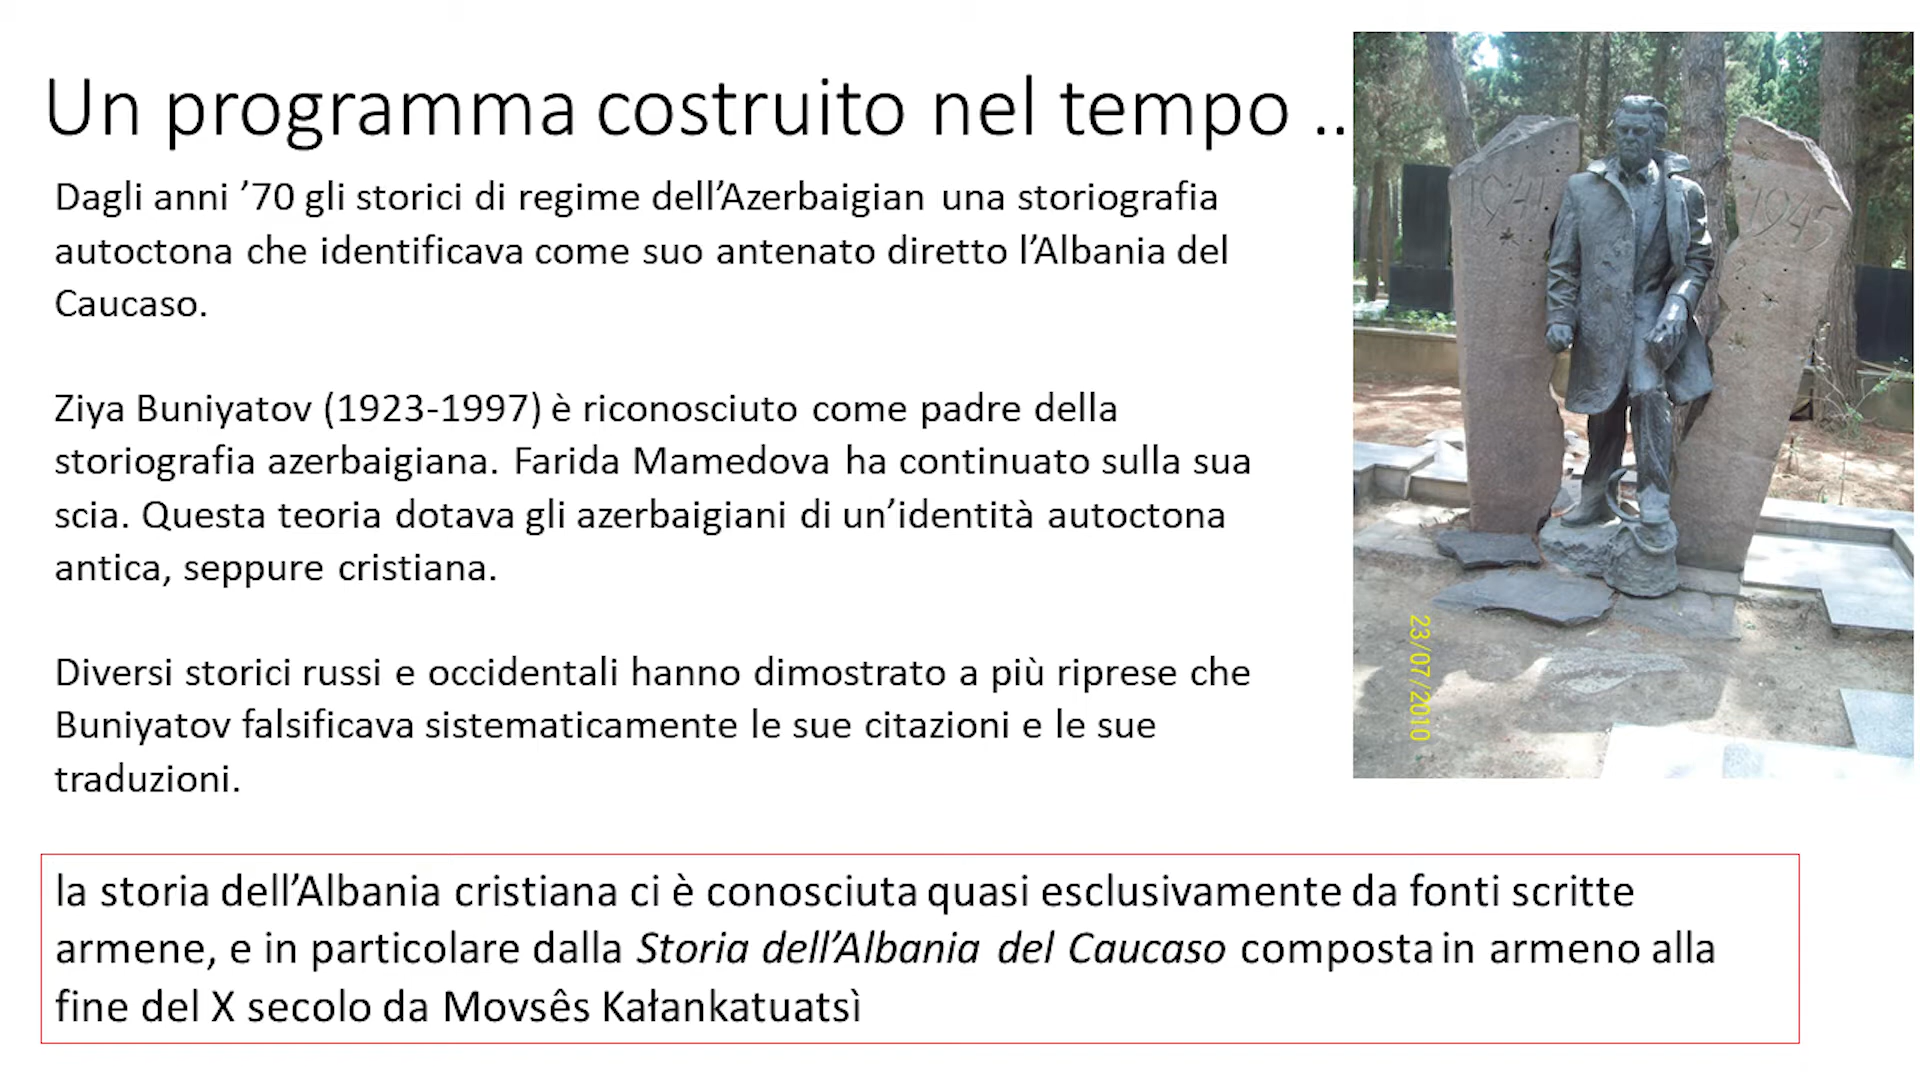 Un programma costruito nel tempo ..
Dagli anni ’70 gli storici di regime dell’Azerbaigian una storiografia
autoctona che identificava come suo antenato diretto l’Albania del
Caucaso.
Ziya Buniyatov (1923-1997) è riconosciuto come padre della
storiografia azerbaigiana. Farida Mamedova ha continuato sulla sua
scia. Questa teoria dotava gli azerbaigiani di un’identità autoctona
antica, seppure cristiana.
Diversi storici russi e occidentali hanno dimostrato a più riprese che
Buniyatov falsificava sistematicamente le sue citazioni e le sue
traduzioni.
1941
1945
23/07/2010
la storia dell’Albania cristiana ci è conosciuta quasi esclusivamente da fonti scritte
armene, e in particolare dalla Storia dell’Albania del Caucaso composta in armeno alla
fine del X secolo da Movsês Kałankatuatsì